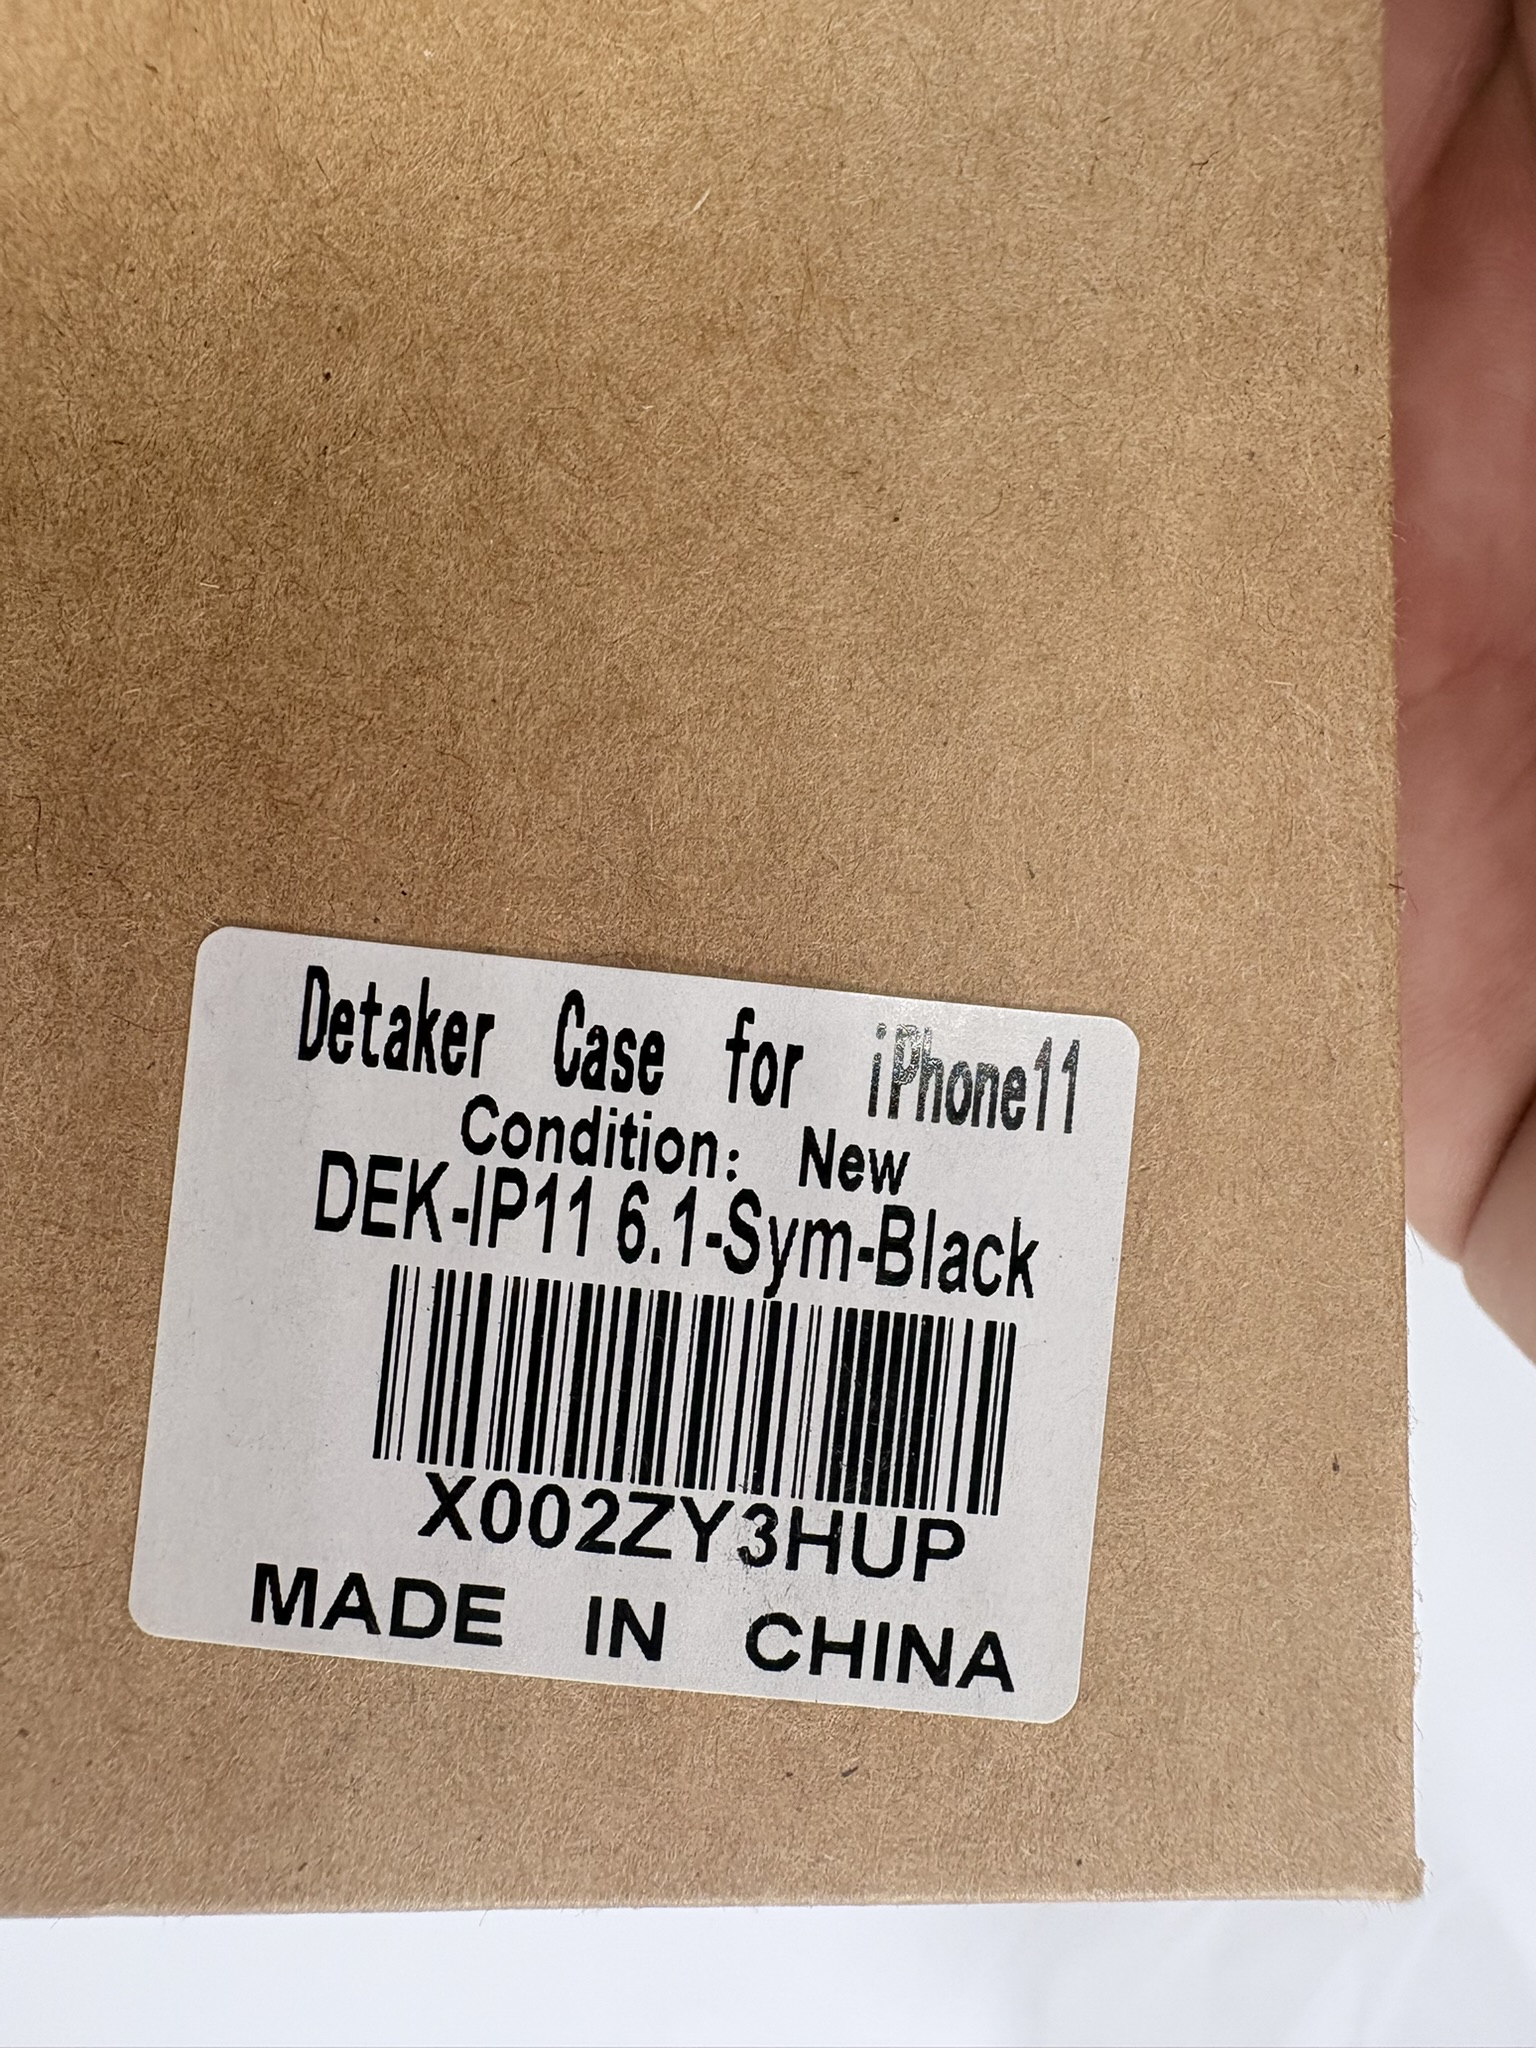 Detaker Case for iPhone11
Condition: New
DEK-IP11 6.1-Sym-Black
X002ZY3HUP
MADE IN CHINA